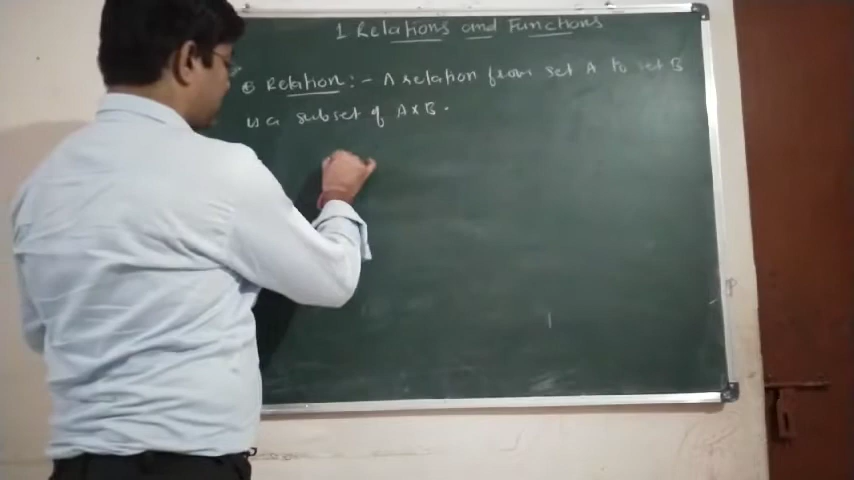 1 Relations and Functions
Relation :- A relation from set A to set B
is a subset of A×B.